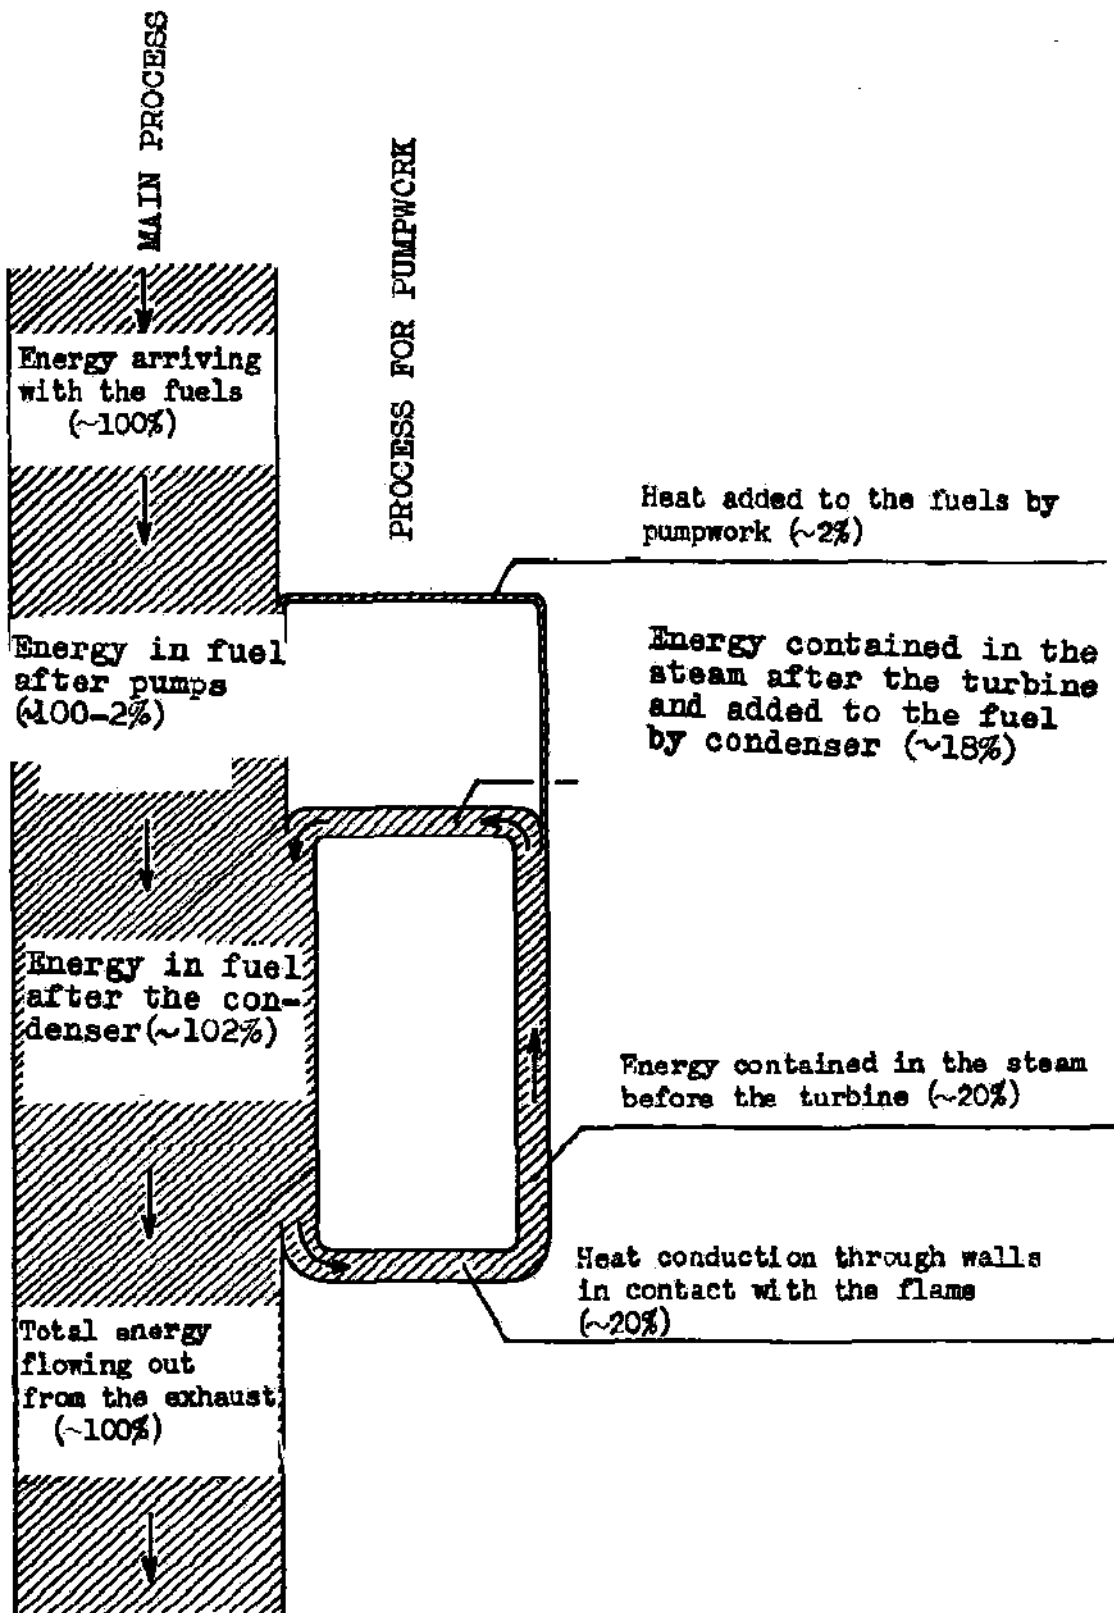 MAIN PROCESS
PROCESS FOR PUMPWORK
Energy arriving
with the fuels
(~100%)
Heat added to the fuels by
pumpwork (~2%)
Energy in fuel
after pumps
(~100-2%)
Energy contained in the
steam after the turbine
and added to the fuel
by condenser (~18%)
Energy in fuel
after the con-
denser(~102%)
Energy contained in the steam
before the turbine (~20%)
Heat conduction through walls
in contact with the flame
(~20%)
Total energy
flowing out
from the exhaust
(~100%)